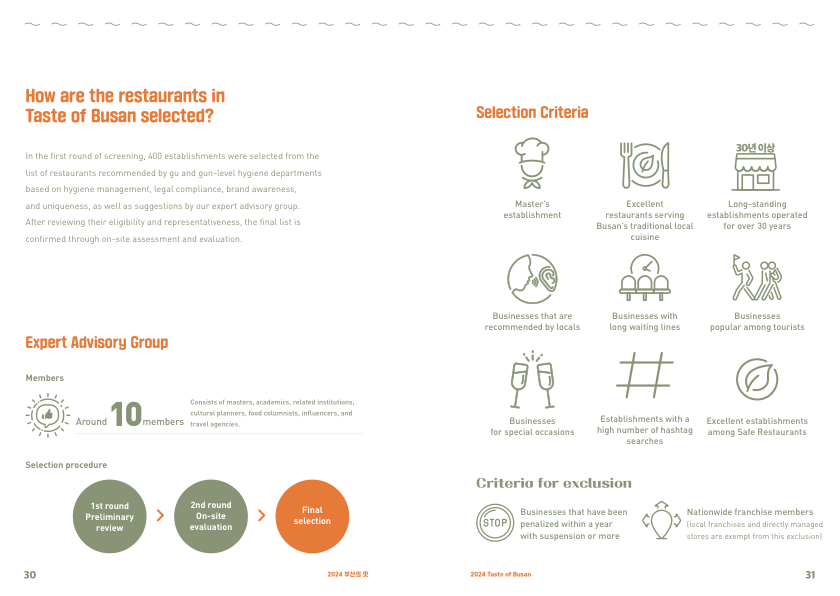 How are the restaurants in
Taste of Busan selected?
In the first round of screening, 400 establishments were selected from the
list of restaurants recommended by gu and gun-level hygiene departments
based on hygiene management, legal compliance, brand awareness,
and uniqueness, as well as suggestions by our expert advisory group.
After reviewing their eligibility and representativeness, the final list is
confirmed through on-site assessment and evaluation.
Expert Advisory Group
Members
Around 10 members
Consists of masters, academics, related institutions,
cultural planners, food columnists, influencers, and
travel agencies.
Selection procedure
1st round
Preliminary
review
2nd round
On-site
evaluation
Final
selection
30
2024 부산의 맛
Selection Criteria
Master's
establishment
Excellent
restaurants serving
Busan's traditional local
cuisine
30년 이상
Long-standing
establishments operated
for over 30 years
Businesses that are
recommended by locals
Businesses with
long waiting lines
Businesses
popular among tourists
Businesses
for special occasions
Establishments with a
high number of hashtag
searches
Excellent establishments
among Safe Restaurants
Criteria for exclusion
STOP
Businesses that have been
penalized within a year
with suspension or more
Nationwide franchise members
(local franchises and directly managed
stores are exempt from this exclusion)
2024 Taste of Busan
31